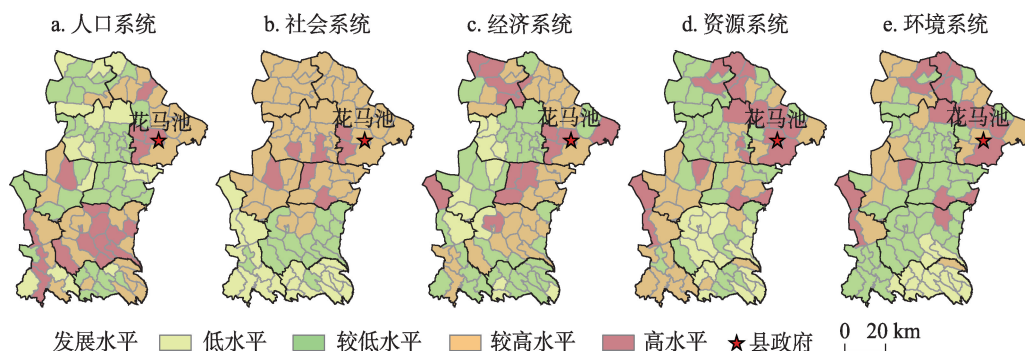 a. 人口系统 b. 社会系统 c. 经济系统 d. 资源系统 e. 环境系统
花马池 花马池 花马池 花马池 花马池
发展水平 低水平 较低水平 较高水平 高水平 县政府 0 20 km